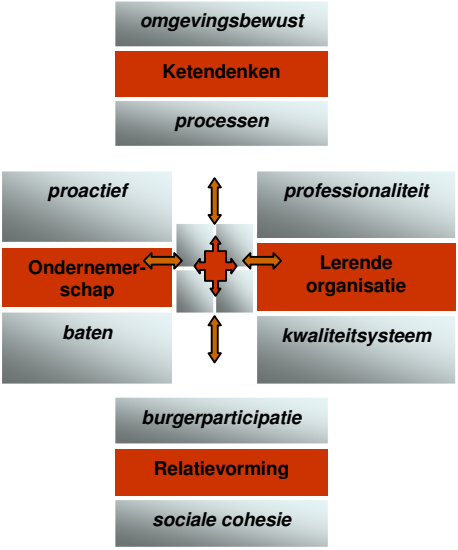 omgevingsbewust
Ketendenken
processen
proactief
Ondernemer-
schap
baten
professionaliteit
Lerende
organisatie
kwaliteitsysteem
burgerparticipatie
Relatievorming
sociale cohesie